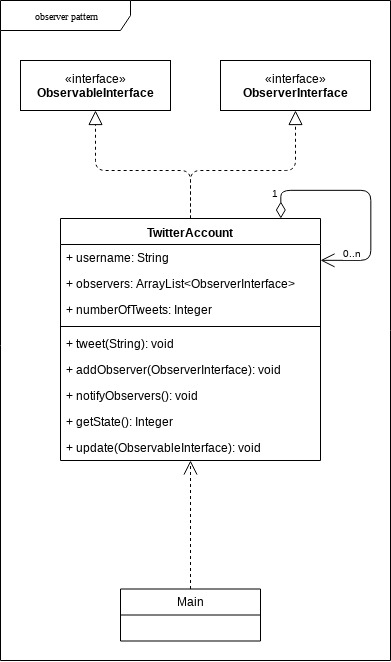 observer pattern
«interface»
ObservableInterface
«interface»
ObserverInterface
1
TwitterAccount
0..n
+ username: String
+ observers: ArrayList<ObserverInterface>
+ numberOfTweets: Integer
+ tweet(String): void
+ addObserver(ObserverInterface): void
+ notifyObservers(): void
+ getState(): Integer
+ update(ObservableInterface): void
Main